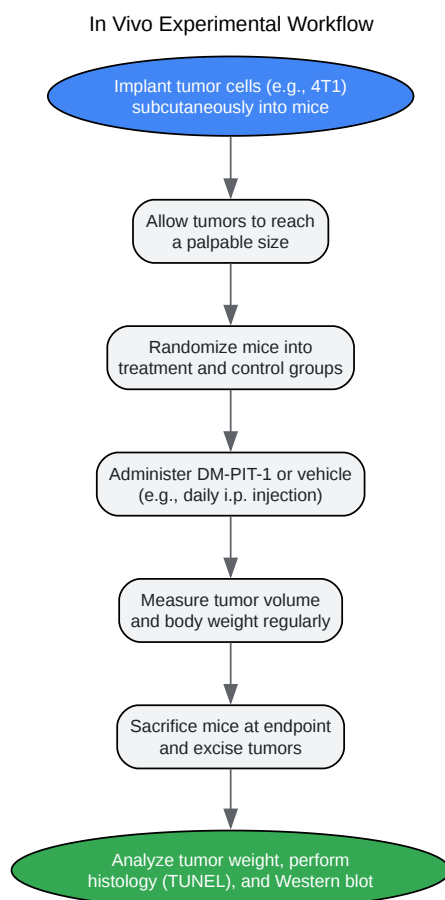 In Vivo Experimental Workflow
Implant tumor cells (e.g., 4T1)
subcutaneously into mice
Allow tumors to reach
a palpable size
Randomize mice into
treatment and control groups
Administer DM-PIT-1 or vehicle
(e.g., daily i.p. injection)
Measure tumor volume
and body weight regularly
Sacrifice mice at endpoint
and excise tumors
Analyze tumor weight, perform
histology (TUNEL), and Western blot